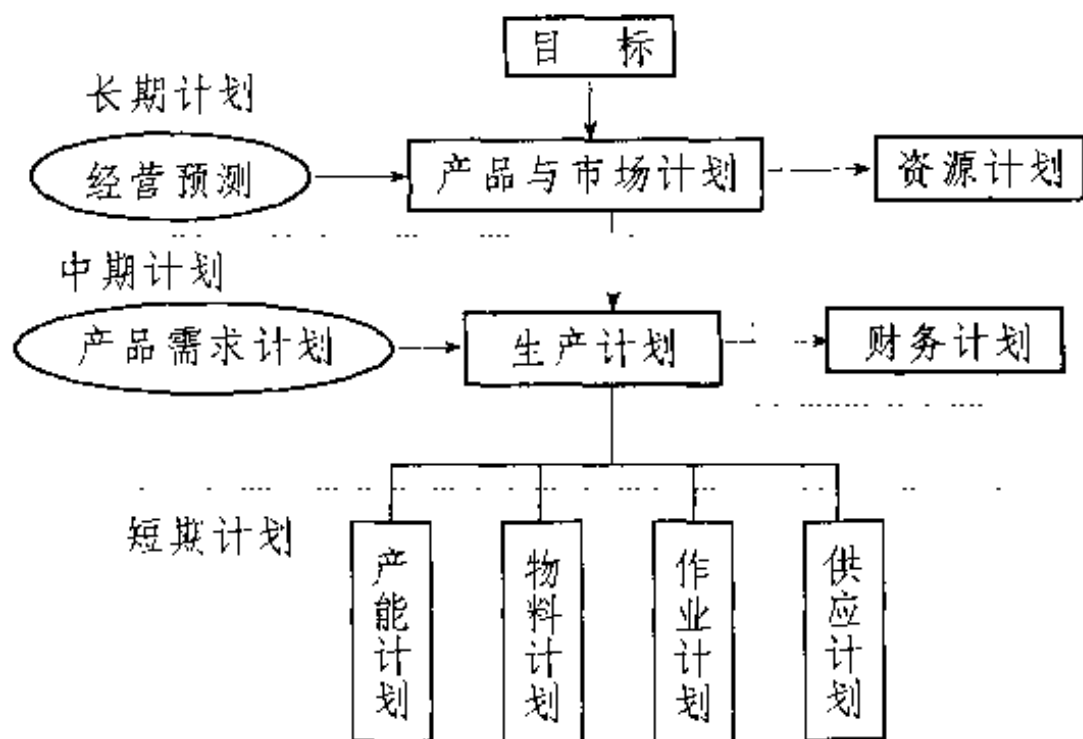 目 标
长期计划
经营预测
产品与市场计划
资源计划
中期计划
产品需求计划
生产计划
财务计划
短期计划
产能计划
物料计划
作业计划
供应计划